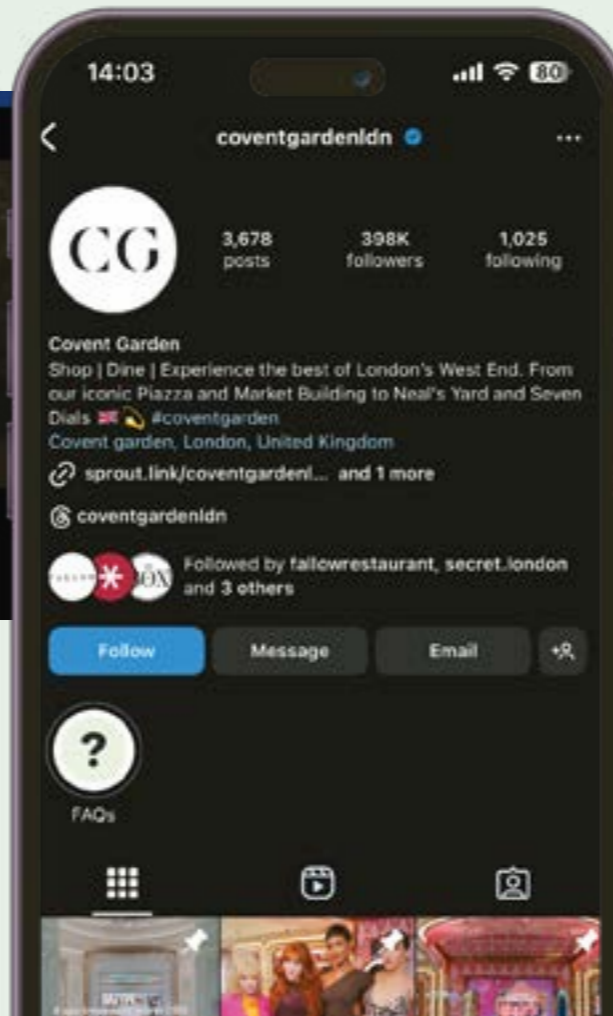 14:03
80
coventgardenldn
CG
3,678
398K
1,025
posts
followers
following
Covent Garden
Shop | Dine | Experience the best of London's West End. From
our iconic Piazza and Market Building to Neal's Yard and Seven
Dials 🇬🇧 💫 #coventgarden
Covent garden, London, United Kingdom
sprout.link/coventgardenl... and 1 more
coventgardenldn
Followed by fallowrestaurant, secret.london
and 3 others
Follow
Message
Email
?
FAQs